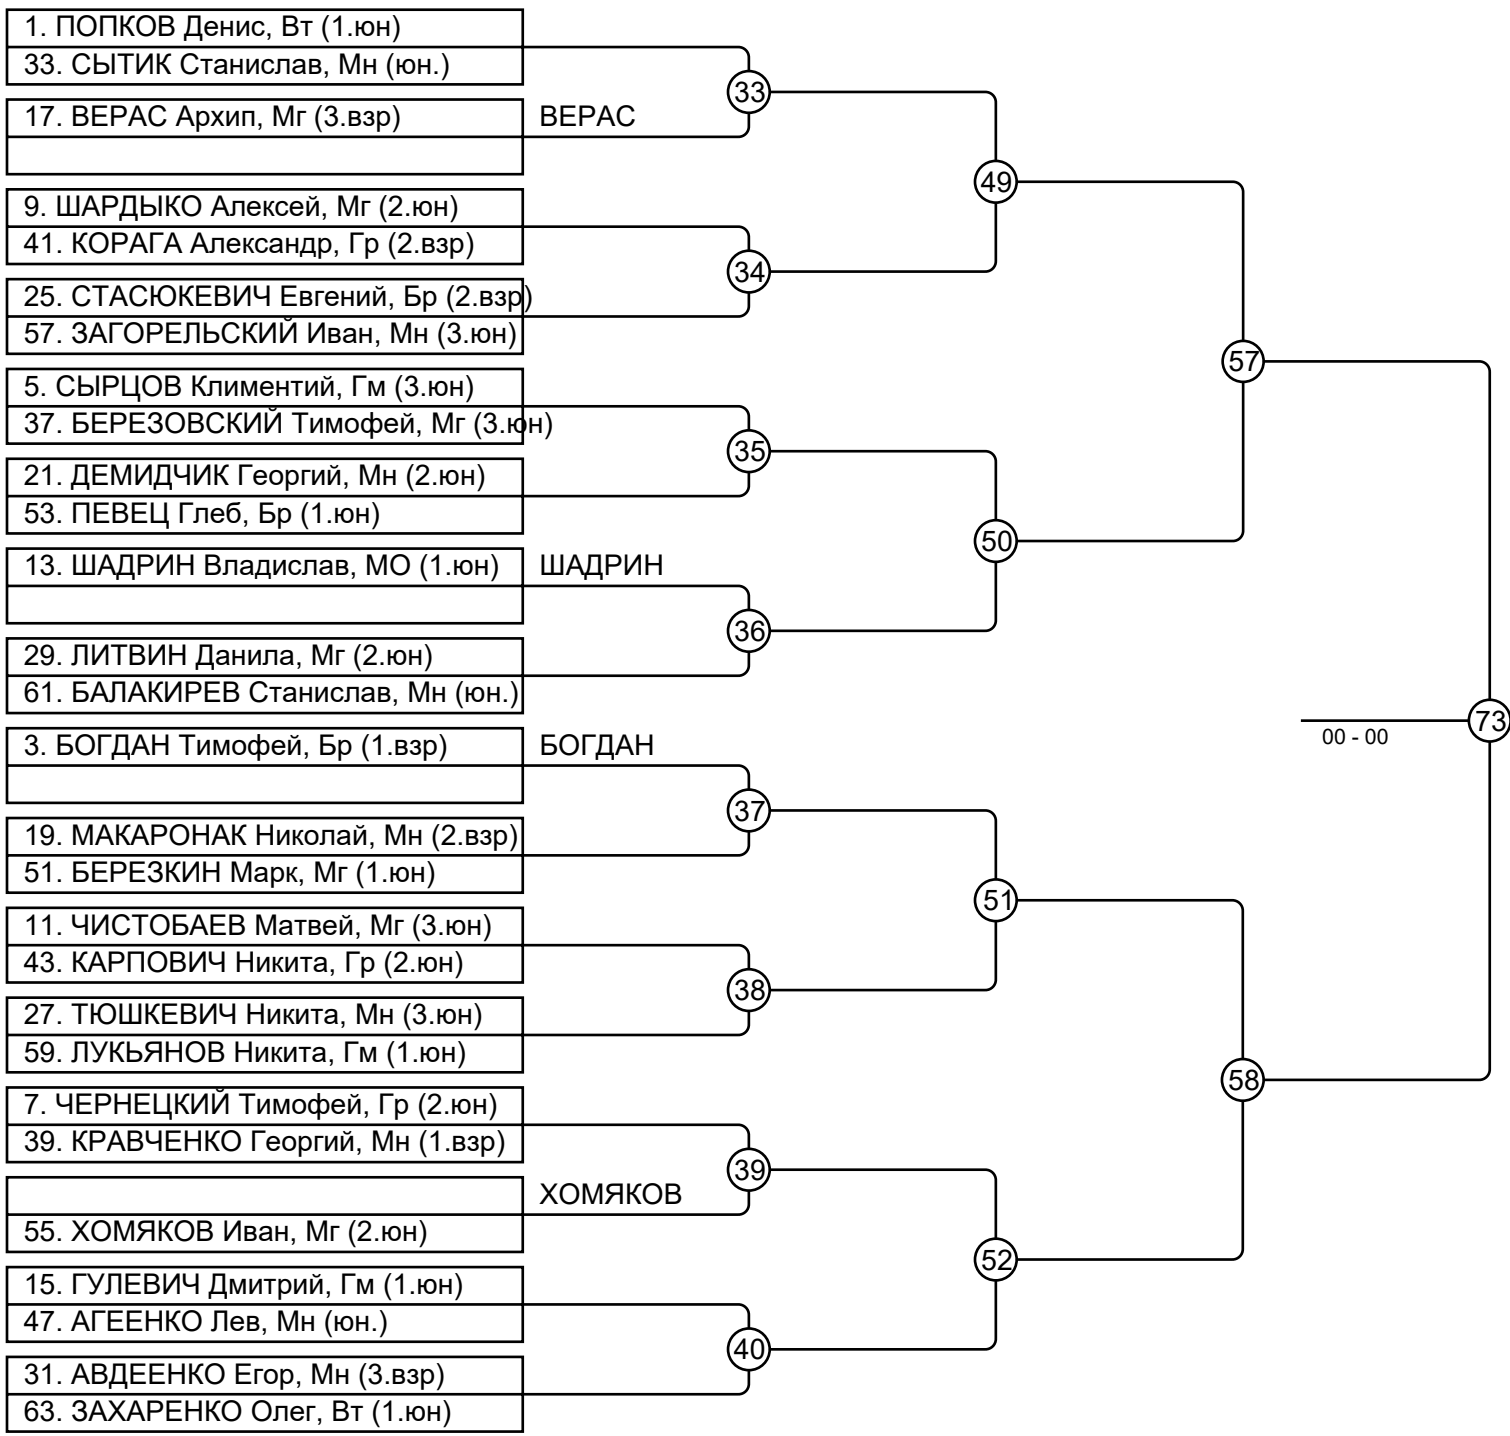 1. ПОПКОВ Денис, Вт (1.юн)
33. СЫТИК Станислав, Мн (юн.)
33
17. ВЕРАС Архип, Мг (3.взр) ВЕРАС
49
9. ШАРДЫКО Алексей, Мг (2.юн)
41. КОРАГА Александр, Гр (2.взр)
34
25. СТАСЮКЕВИЧ Евгений, Бр (2.взр)
57. ЗАГОРЕЛЬСКИЙ Иван, Мн (3.юн)
57
5. СЫРЦОВ Климентий, Гм (3.юн)
37. БЕРЕЗОВСКИЙ Тимофей, Мг (3.юн)
35
21. ДЕМИДЧИК Георгий, Мн (2.юн)
53. ПЕВЕЦ Глеб, Бр (1.юн)
50
13. ШАДРИН Владислав, МО (1.юн) ШАДРИН
36
29. ЛИТВИН Данила, Мг (2.юн)
61. БАЛАКИРЕВ Станислав, Мн (юн.)
73
00 - 00
3. БОГДАН Тимофей, Бр (1.взр) БОГДАН
37
19. МАКАРОНАК Николай, Мн (2.взр)
51. БЕРЕЗКИН Марк, Мг (1.юн)
51
11. ЧИСТОБАЕВ Матвей, Мг (3.юн)
43. КАРПОВИЧ Никита, Гр (2.юн)
38
27. ТЮШКЕВИЧ Никита, Мн (3.юн)
59. ЛУКЬЯНОВ Никита, Гм (1.юн)
58
7. ЧЕРНЕЦКИЙ Тимофей, Гр (2.юн)
39. КРАВЧЕНКО Георгий, Мн (1.взр)
39
ХОМЯКОВ
55. ХОМЯКОВ Иван, Мг (2.юн)
52
15. ГУЛЕВИЧ Дмитрий, Гм (1.юн)
47. АГЕЕНКО Лев, Мн (юн.)
40
31. АВДЕЕНКО Егор, Мн (3.взр)
63. ЗАХАРЕНКО Олег, Вт (1.юн)